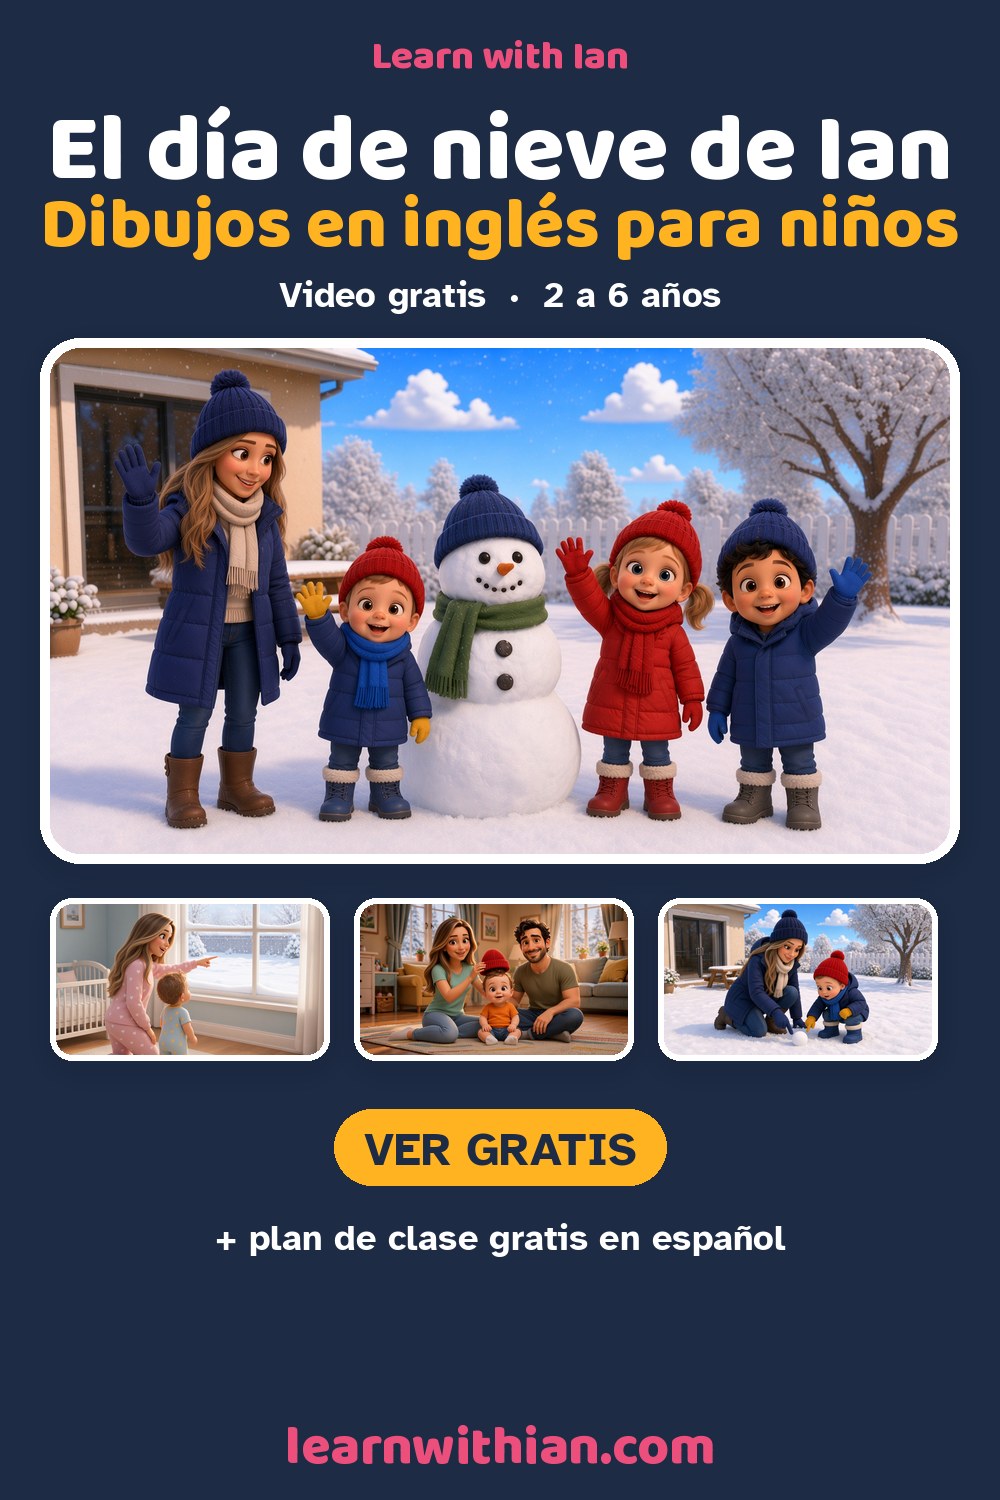 Learn with Ian
El día de nieve de Ian
Dibujos en inglés para niños
Video gratis · 2 a 6 años
VER GRATIS
+ plan de clase gratis en español
learnwithian.com